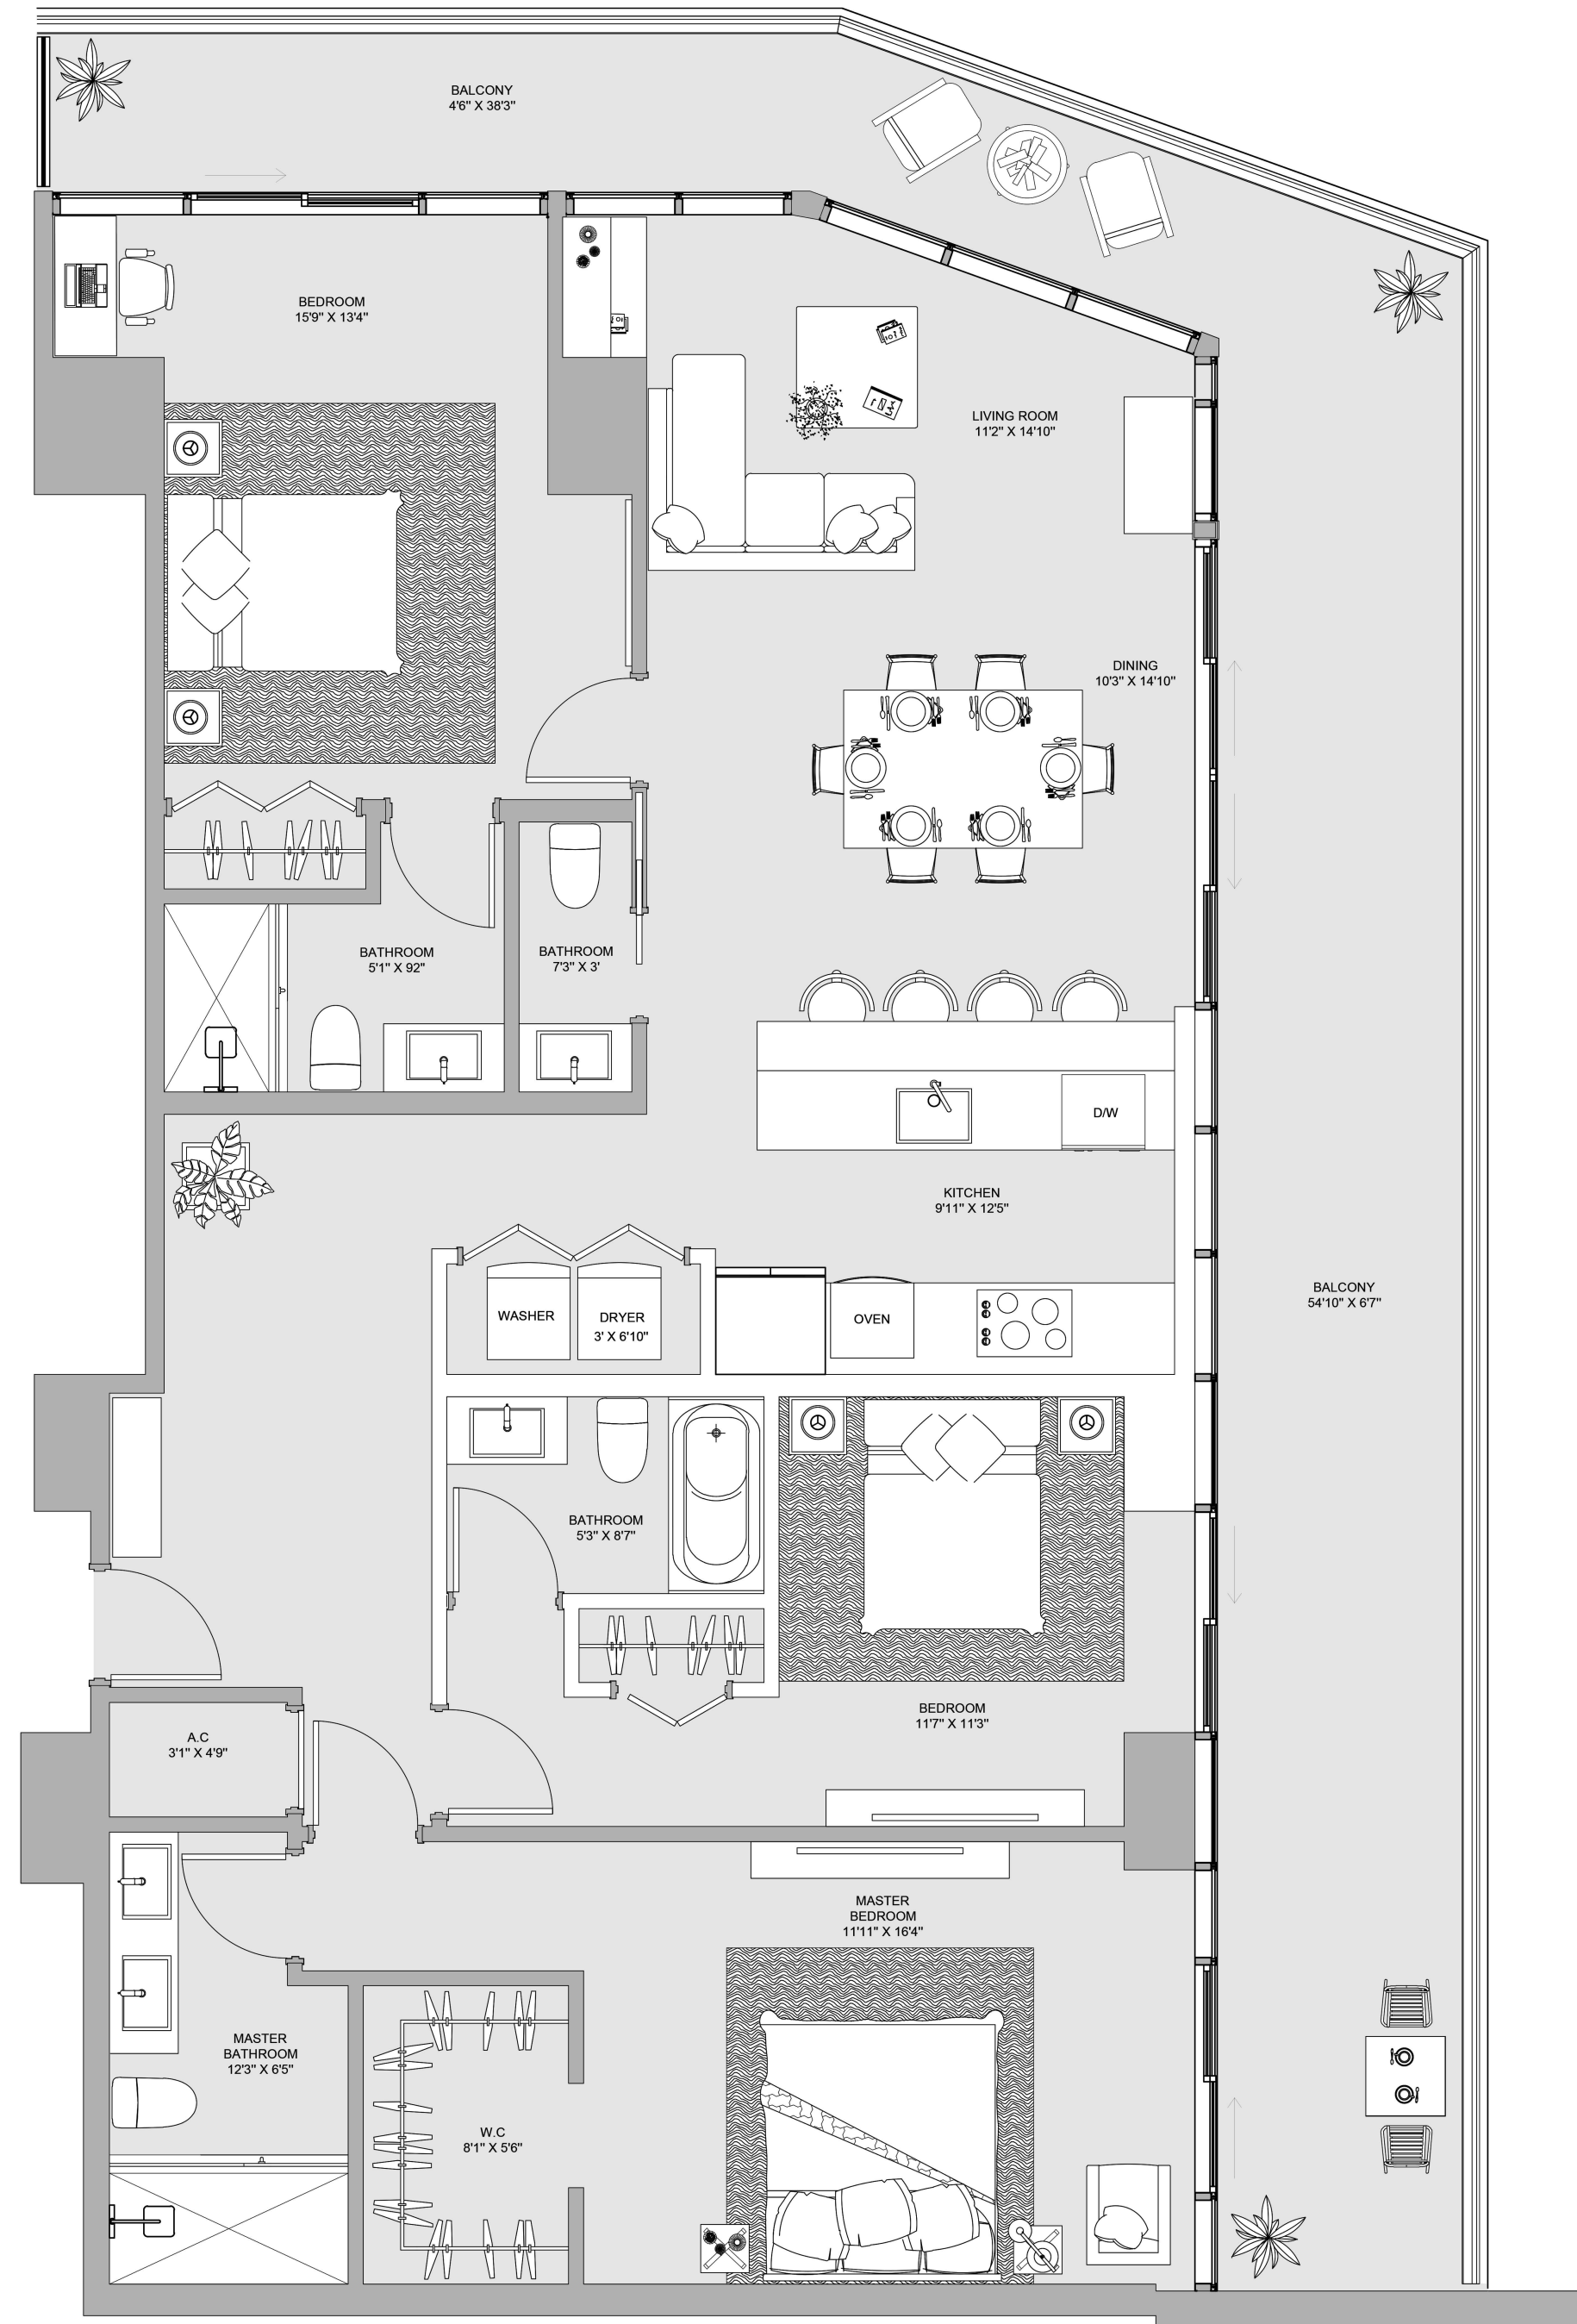 BALCONY
4'6" X 38'3"
BEDROOM
15'9" X 13'4"
LIVING ROOM
11'2" X 14'10"
DINING
10'3" X 14'10"
BATHROOM
5'1" X 92"
BATHROOM
7'3" X 3'
D/W
KITCHEN
9'11" X 12'5"
BALCONY
54'10" X 6'7"
WASHER
DRYER
3' X 6'10"
OVEN
BATHROOM
5'3" X 8'7"
BEDROOM
11'7" X 11'3"
A.C
3'1" X 4'9"
MASTER
BEDROOM
11'11" X 16'4"
MASTER
BATHROOM
12'3" X 6'5"
W.C
8'1" X 5'6"